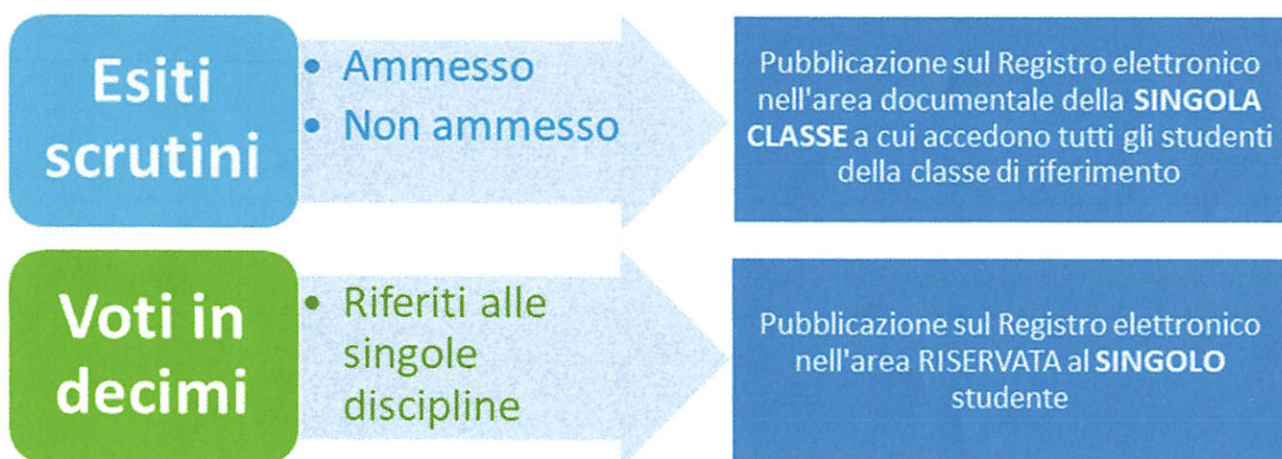 Esiti
scrutini
• Ammesso
• Non ammesso
Pubblicazione sul Registro elettronico
nell'area documentale della SINGOLA
CLASSE a cui accedono tutti gli studenti
della classe di riferimento
Voti in
decimi
• Riferiti alle
singole
discipline
Pubblicazione sul Registro elettronico
nell'area RISERVATA al SINGOLO
studente